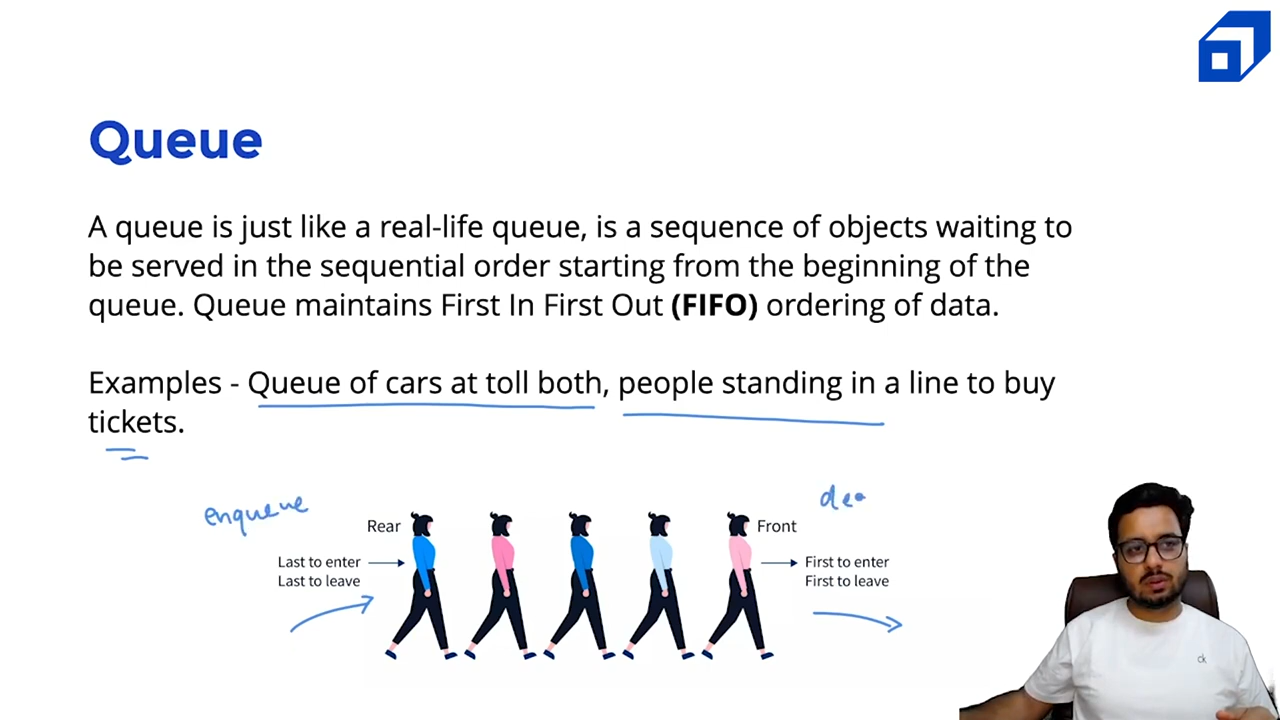 Queue
A queue is just like a real-life queue, is a sequence of objects waiting to
be served in the sequential order starting from the beginning of the
queue. Queue maintains First In First Out (FIFO) ordering of data.
Examples - Queue of cars at toll both, people standing in a line to buy
tickets.
enqueue
deq
Rear
Front
Last to enter
Last to leave
First to enter
First to leave
ck